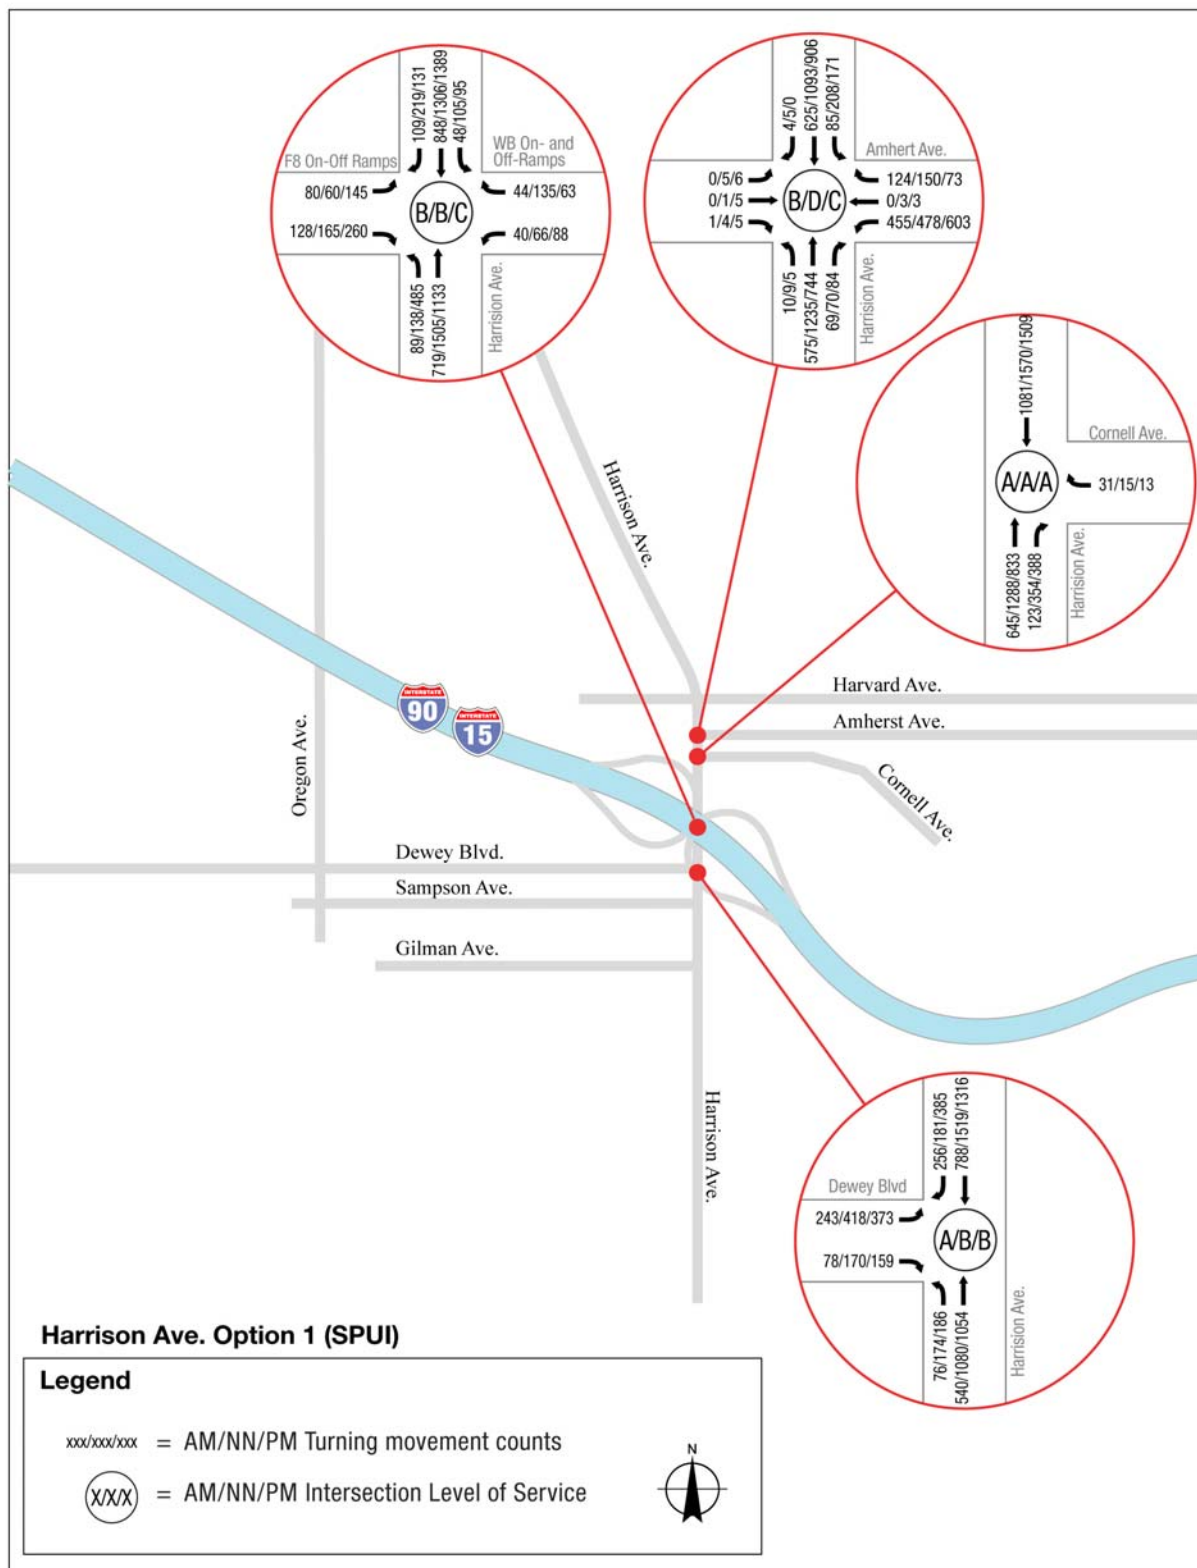 109/219/131
848/1306/1389
48/105/95
F8 On-Off Ramps
WB On- and
Off-Ramps
80/60/145
44/135/63
B/B/C
128/165/260
40/66/88
89/138/485
719/1505/1133
Harrision Ave.
4/5/0
625/1093/906
85/208/171
Amhert Ave.
0/5/6
124/150/73
0/1/5
B/D/C
0/3/3
1/4/5
455/478/603
10/9/5
575/1235/744
69/70/84
Harrision Ave.
1081/1570/1509
Cornell Ave.
A/A/A
31/15/13
645/1288/833
123/354/388
Harrision Ave.
Harrison Ave.
Harvard Ave.
INTERSTATE
90
INTERSTATE
15
Amherst Ave.
Oregon Ave.
Cornell Ave.
Dewey Blvd.
Sampson Ave.
Gilman Ave.
Harrison Ave.
256/181/385
788/1519/1316
Dewey Blvd
243/418/373
A/B/B
78/170/159
76/174/186
540/1080/1054
Harrision Ave.
Harrison Ave. Option 1 (SPUI)
Legend
xxx/xxx/xxx = AM/NN/PM Turning movement counts
X/X/X = AM/NN/PM Intersection Level of Service
N